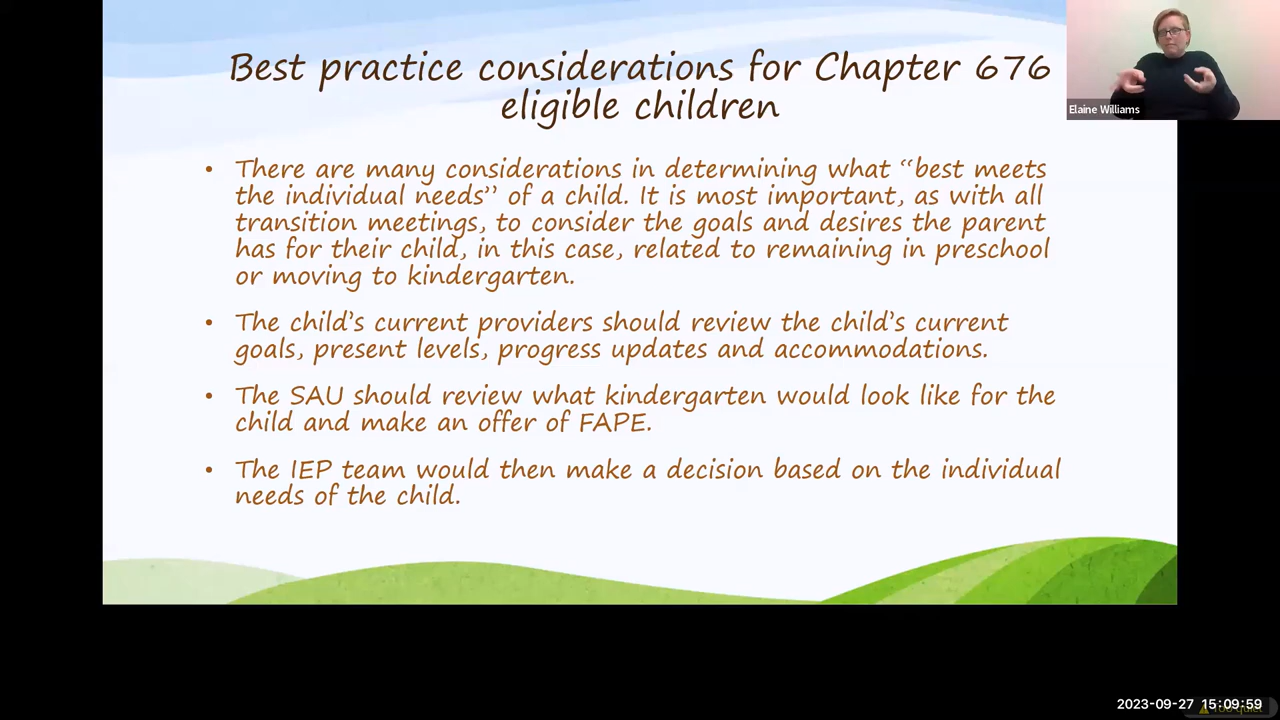 Best practice considerations for Chapter 676
eligible children
Elaine Williams
• There are many considerations in determining what “best meets
the individual needs” of a child. It is most important, as with all
transition meetings, to consider the goals and desires the parent
has for their child, in this case, related to remaining in preschool
or moving to kindergarten.
• The child’s current providers should review the child’s current
goals, present levels, progress updates and accommodations.
• The SAU should review what kindergarten would look like for the
child and make an offer of FAPE.
• The IEP team would then make a decision based on the individual
needs of the child.
2023-09-27 15:09:59